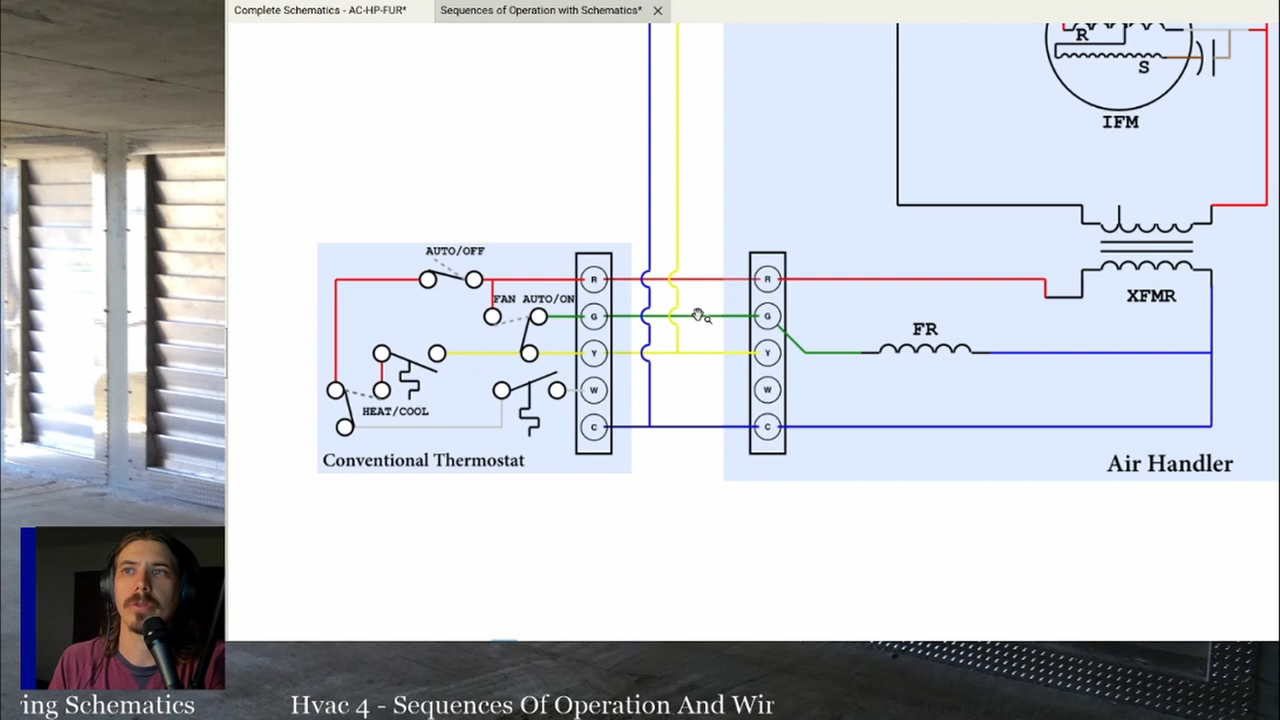 Complete Schematics - AC-HP-FUR*
Sequences of Operation with Schematics*
R
S
IFM
AUTO/OFF
FAN AUTO/ON
HEAT/COOL
Conventional Thermostat
R
G
Y
W
C
R
G
Y
W
C
FR
XFMR
Air Handler
ing Schematics
Hvac 4 - Sequences Of Operation And Wir